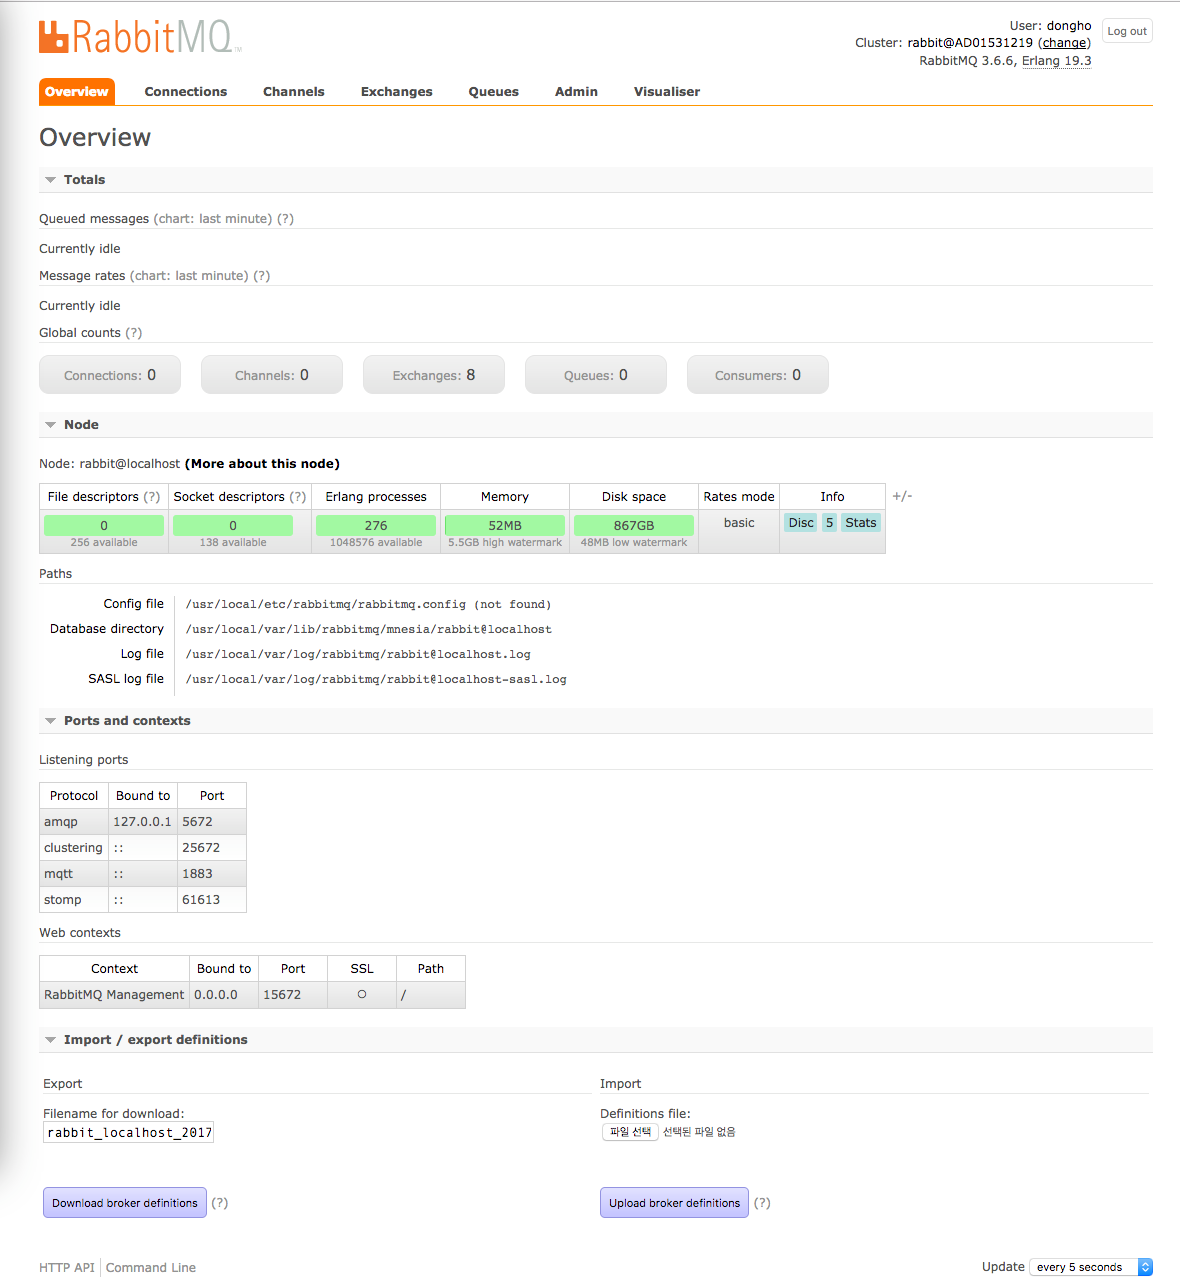 RabbitMQ™
User: dongho
Log out
Cluster: rabbit@AD01531219 (change)
RabbitMQ 3.6.6, Erlang 19.3
Overview Connections Channels Exchanges Queues Admin Visualiser
Overview
Totals
Queued messages (chart: last minute) (?)
Currently idle
Message rates (chart: last minute) (?)
Currently idle
Global counts (?)
Connections: 0 Channels: 0 Exchanges: 8 Queues: 0 Consumers: 0
Node
Node: rabbit@localhost (More about this node)
File descriptors (?) Socket descriptors (?) Erlang processes Memory Disk space Rates mode Info +/-
0 0 276 52MB 867GB basic Disc 5 Stats
256 available 138 available 1048576 available 5.5GB high watermark 48MB low watermark
Paths
Config file /usr/local/etc/rabbitmq/rabbitmq.config (not found)
Database directory /usr/local/var/lib/rabbitmq/mnesia/rabbit@localhost
Log file /usr/local/var/log/rabbitmq/rabbit@localhost.log
SASL log file /usr/local/var/log/rabbitmq/rabbit@localhost-sasl.log
Ports and contexts
Listening ports
Protocol Bound to Port
amqp 127.0.0.1 5672
clustering :: 25672
mqtt :: 1883
stomp :: 61613
Web contexts
Context Bound to Port SSL Path
RabbitMQ Management 0.0.0.0 15672 ○ /
Import / export definitions
Export Import
Filename for download: Definitions file:
rabbit_localhost_2017 파일 선택 선택된 파일 없음
Download broker definitions (?) Upload broker definitions (?)
HTTP API Command Line Update every 5 seconds